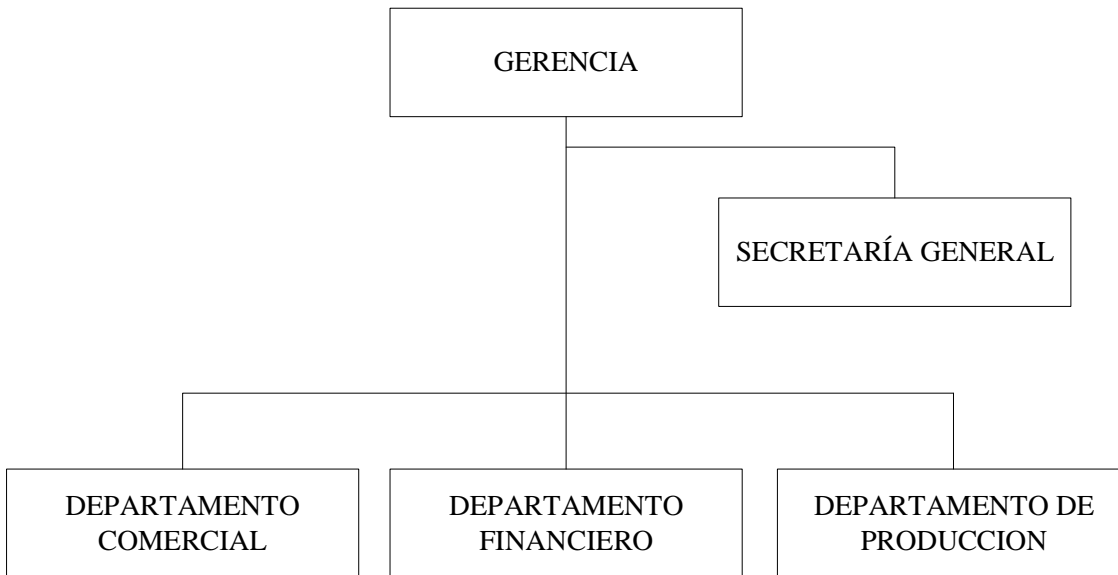 GERENCIA
SECRETARÍA GENERAL
DEPARTAMENTO
COMERCIAL
DEPARTAMENTO
FINANCIERO
DEPARTAMENTO DE
PRODUCCION